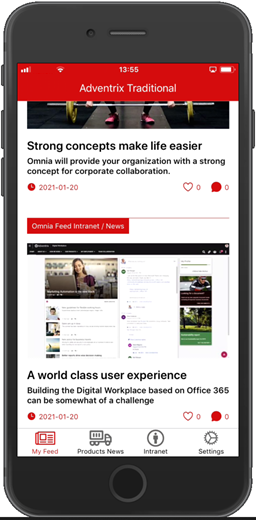 13:55
Adventrix Traditional
Strong concepts make life easier
Omnia will provide your organization with a strong
concept for corporate collaboration.
2021-01-20 0 0
Omnia Feed Intranet / News
A world class user experience
Building the Digital Workplace based on Office 365
can be somewhat of a challenge
2021-01-20 0 0
My Feed Products News Intranet Settings